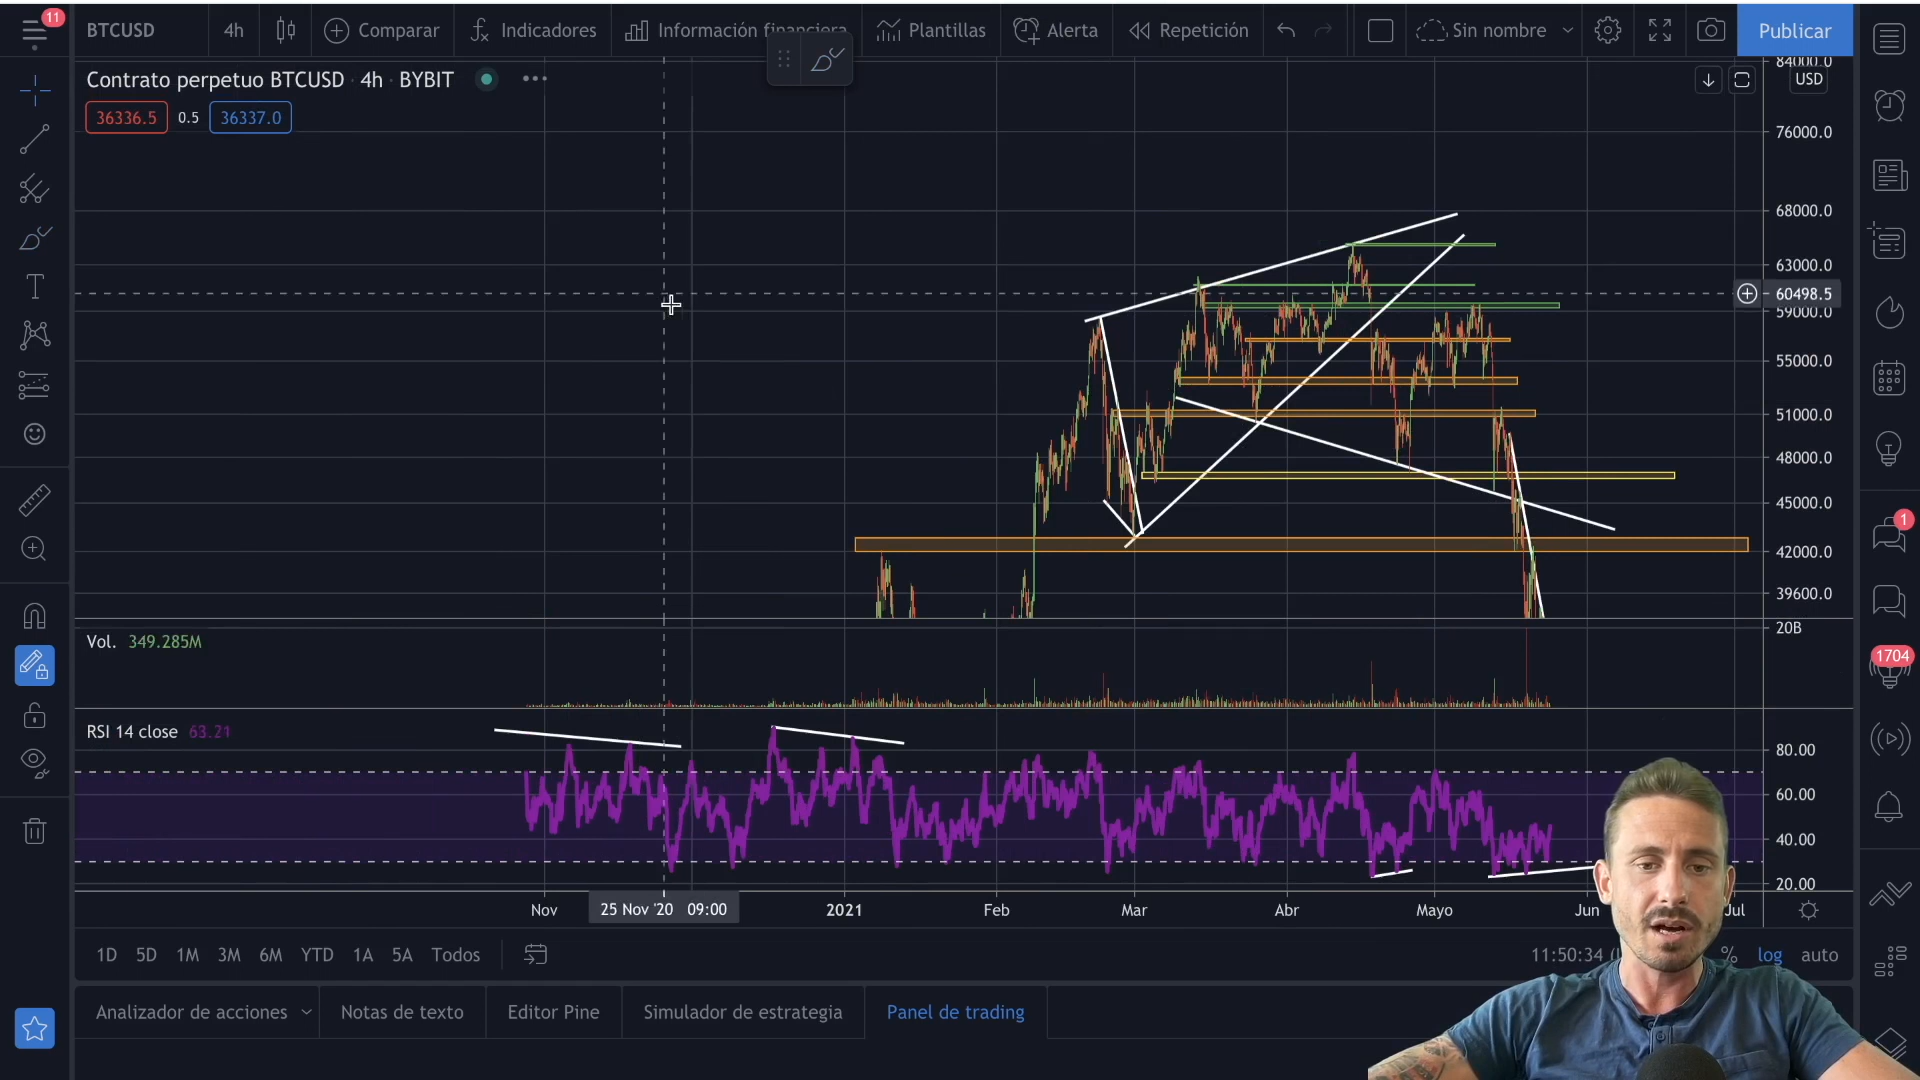 11
BTCUSD
4h
Comparar
Indicadores
Información financiera
Plantillas
Alerta
Repetición
Sin nombre
Publicar
Contrato perpetuo BTCUSD · 4h · BYBIT
36336.5
0.5
36337.0
84000.0
USD
76000.0
68000.0
63000.0
60498.5
59000.0
55000.0
51000.0
48000.0
45000.0
42000.0
39600.0
1
1704
Vol. 349.285M
20B
RSI 14 close 63.21
80.00
60.00
40.00
20.00
Nov
25 Nov '20 09:00
2021
Feb
Mar
Abr
Mayo
Jun
Jul
1D 5D 1M 3M 6M YTD 1A 5A Todos
11:50:34
% log auto
Analizador de acciones
Notas de texto
Editor Pine
Simulador de estrategia
Panel de trading